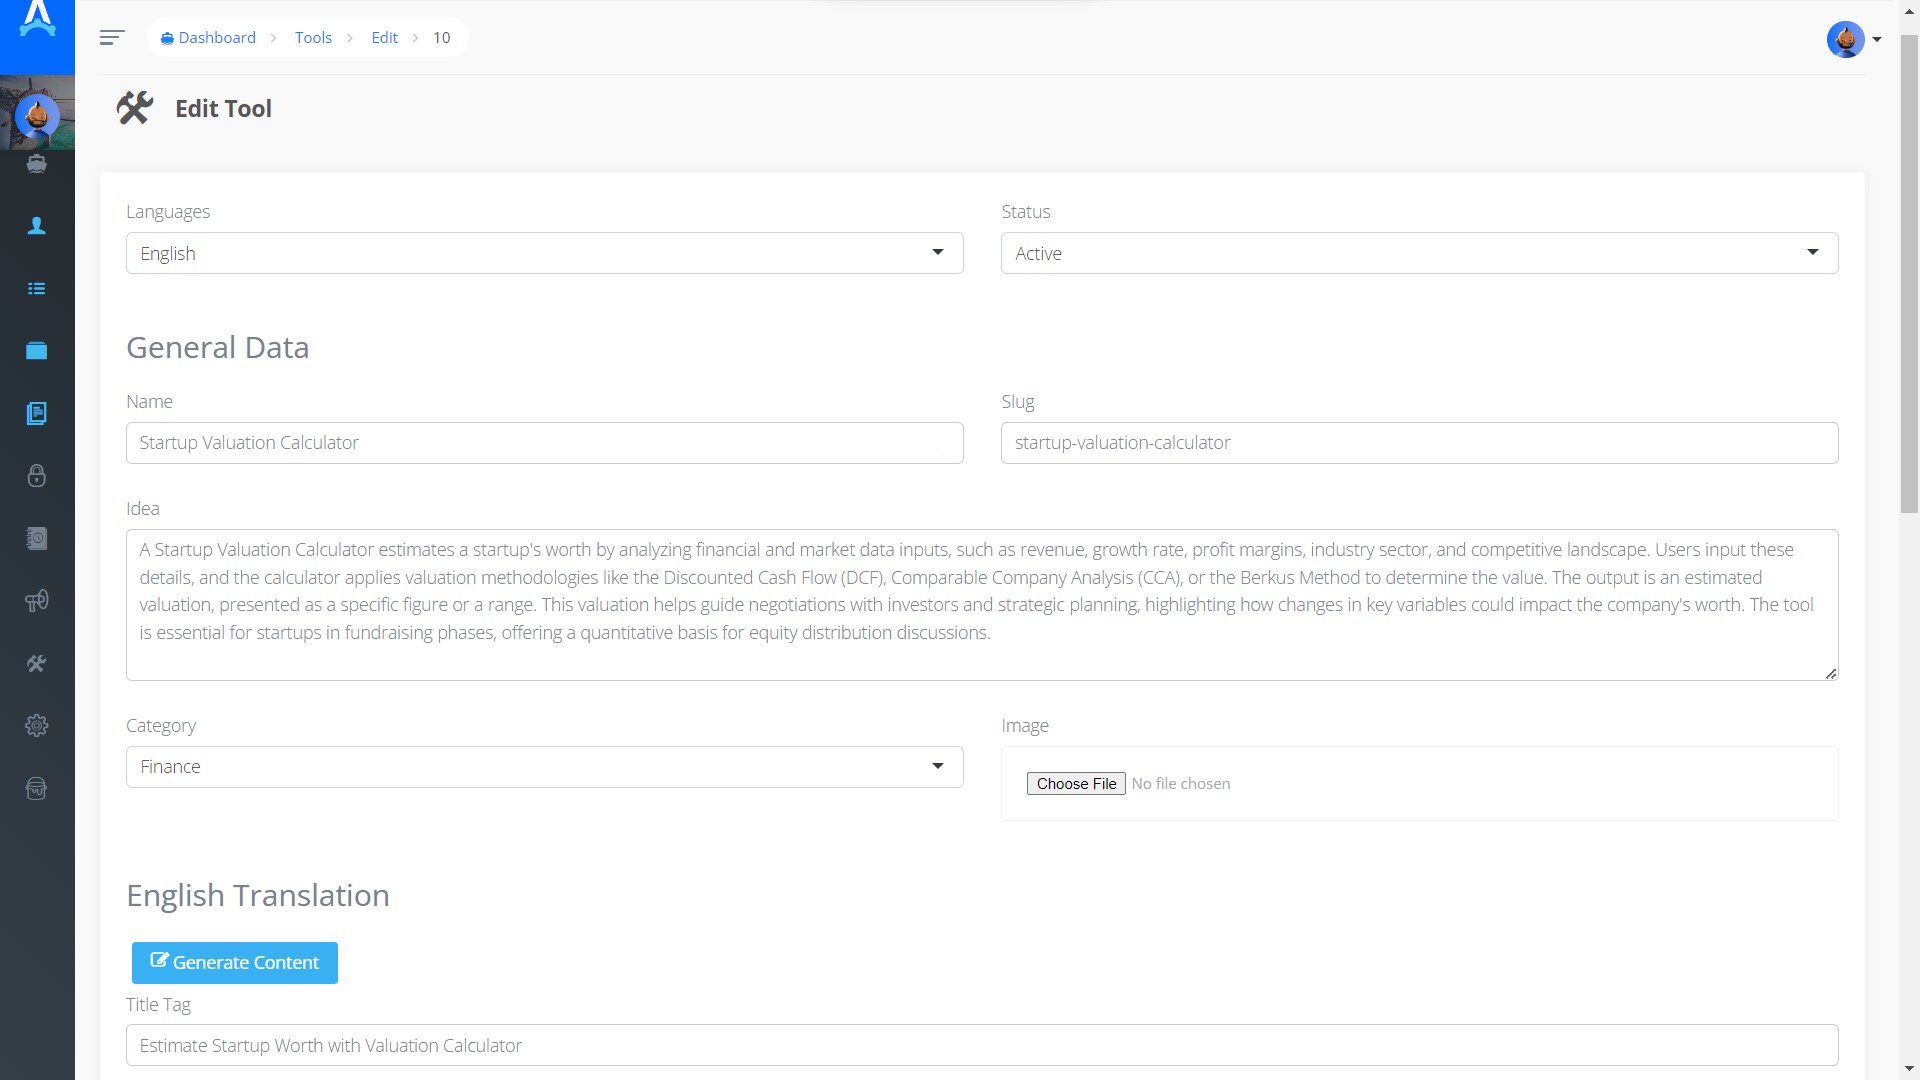 Dashboard > Tools > Edit > 10
Edit Tool
Languages
English
Status
Active
General Data
Name
Startup Valuation Calculator
Slug
startup-valuation-calculator
Idea
A Startup Valuation Calculator estimates a startup's worth by analyzing financial and market data inputs, such as revenue, growth rate, profit margins, industry sector, and competitive landscape. Users input these
details, and the calculator applies valuation methodologies like the Discounted Cash Flow (DCF), Comparable Company Analysis (CCA), or the Berkus Method to determine the value. The output is an estimated
valuation, presented as a specific figure or a range. This valuation helps guide negotiations with investors and strategic planning, highlighting how changes in key variables could impact the company's worth. The tool
is essential for startups in fundraising phases, offering a quantitative basis for equity distribution discussions.
Category
Finance
Image
Choose File No file chosen
English Translation
Generate Content
Title Tag
Estimate Startup Worth with Valuation Calculator